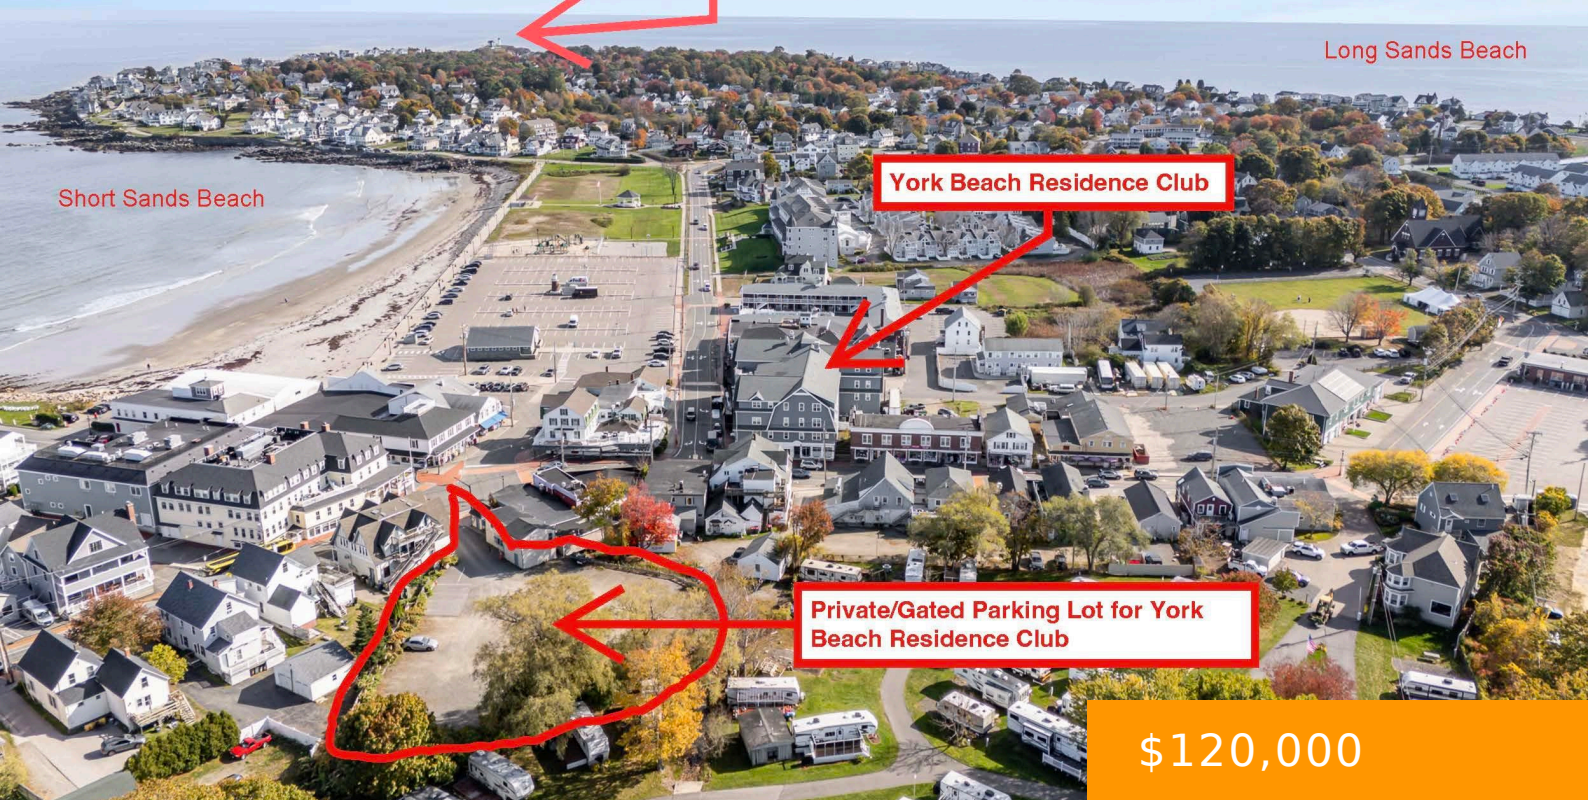 Long Sands Beach
York Beach Residence Club
Short Sands Beach
Private/Gated Parking Lot for York
Beach Residence Club
$120,000